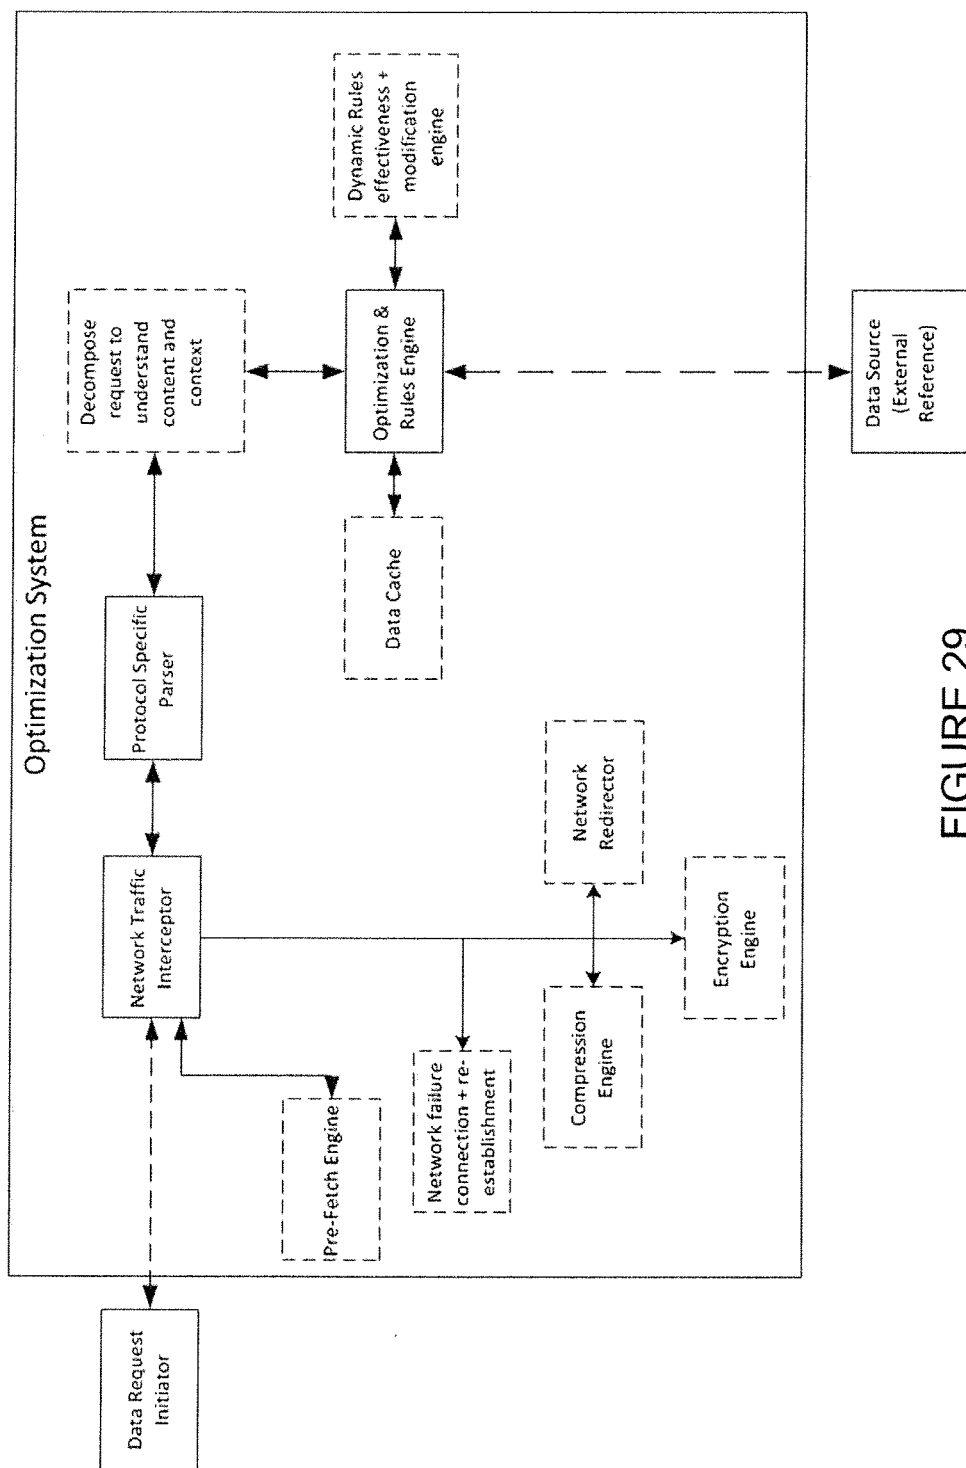 Optimization System
Data Request
Initiator
Network Traffic
Interceptor
Protocol Specific
Parser
Decompose
request to
understand
content and
context
Pre-Fetch Engine
Data Cache
Optimization &
Rules Engine
Dynamic Rules
effectiveness +
modification
engine
Network failure
connection + re-
establishment
Compression
Engine
Network
Redirector
Encryption
Engine
Data Source
(External
Reference)
FIGURE 29